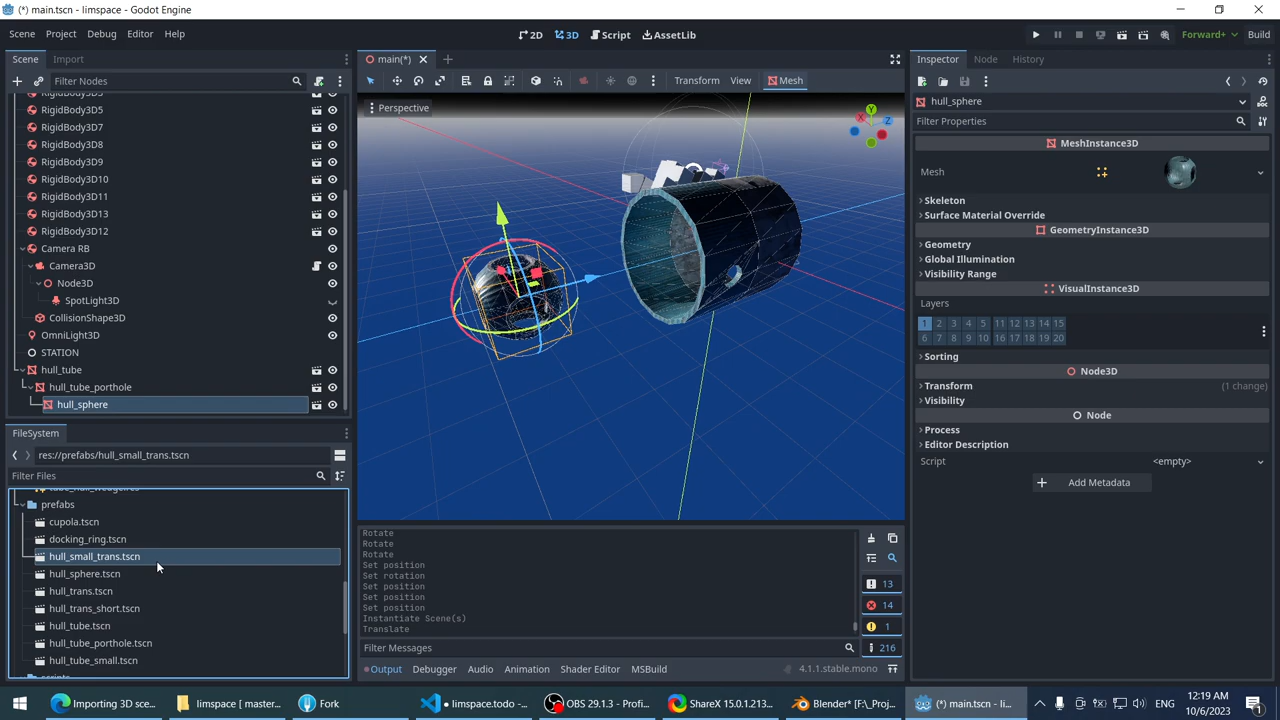 (*) main.tscn - limspace - Godot Engine
Scene Project Debug Editor Help
2D 3D Script AssetLib
Forward+ Build
Scene Import
main(*)
Inspector Node History
Filter Nodes
Transform View Mesh
RigidBody3D3
RigidBody3D5
RigidBody3D7
RigidBody3D8
RigidBody3D9
RigidBody3D10
RigidBody3D11
RigidBody3D13
RigidBody3D12
Camera RB
Camera3D
Node3D
SpotLight3D
CollisionShape3D
OmniLight3D
STATION
hull_tube
hull_tube_porthole
hull_sphere
Perspective
Y
X
Z
hull_sphere
Filter Properties
MeshInstance3D
Mesh
Skeleton
Surface Material Override
GeometryInstance3D
Geometry
Global Illumination
Visibility Range
VisualInstance3D
Layers
1 2 3 4 5 11 12 13 14 15
6 7 8 9 10 16 17 18 19 20
Sorting
Node3D
Transform (1 change)
Visibility
Node
Process
Editor Description
Script <empty>
Add Metadata
FileSystem
res://prefabs/hull_small_trans.tscn
Filter Files
prefabs
cupola.tscn
docking_ring.tscn
hull_small_trans.tscn
hull_sphere.tscn
hull_trans.tscn
hull_trans_short.tscn
hull_tube.tscn
hull_tube_porthole.tscn
hull_tube_small.tscn
scripts
Rotate
Rotate
Rotate
Set position
Set rotation
Set position
Set position
Set position
Instantiate Scene(s)
Translate
13
14
1
216
Filter Messages
Output Debugger Audio Animation Shader Editor MSBuild
4.1.1.stable.mono
Importing 3D sce...
limspace [ master...
Fork
● limspace.todo - ...
OBS 29.1.3 - Profi...
ShareX 15.0.1.213...
Blender* [F:\_Proj...
(*) main.tscn - li...
ENG
12:19 AM
10/6/2023
1